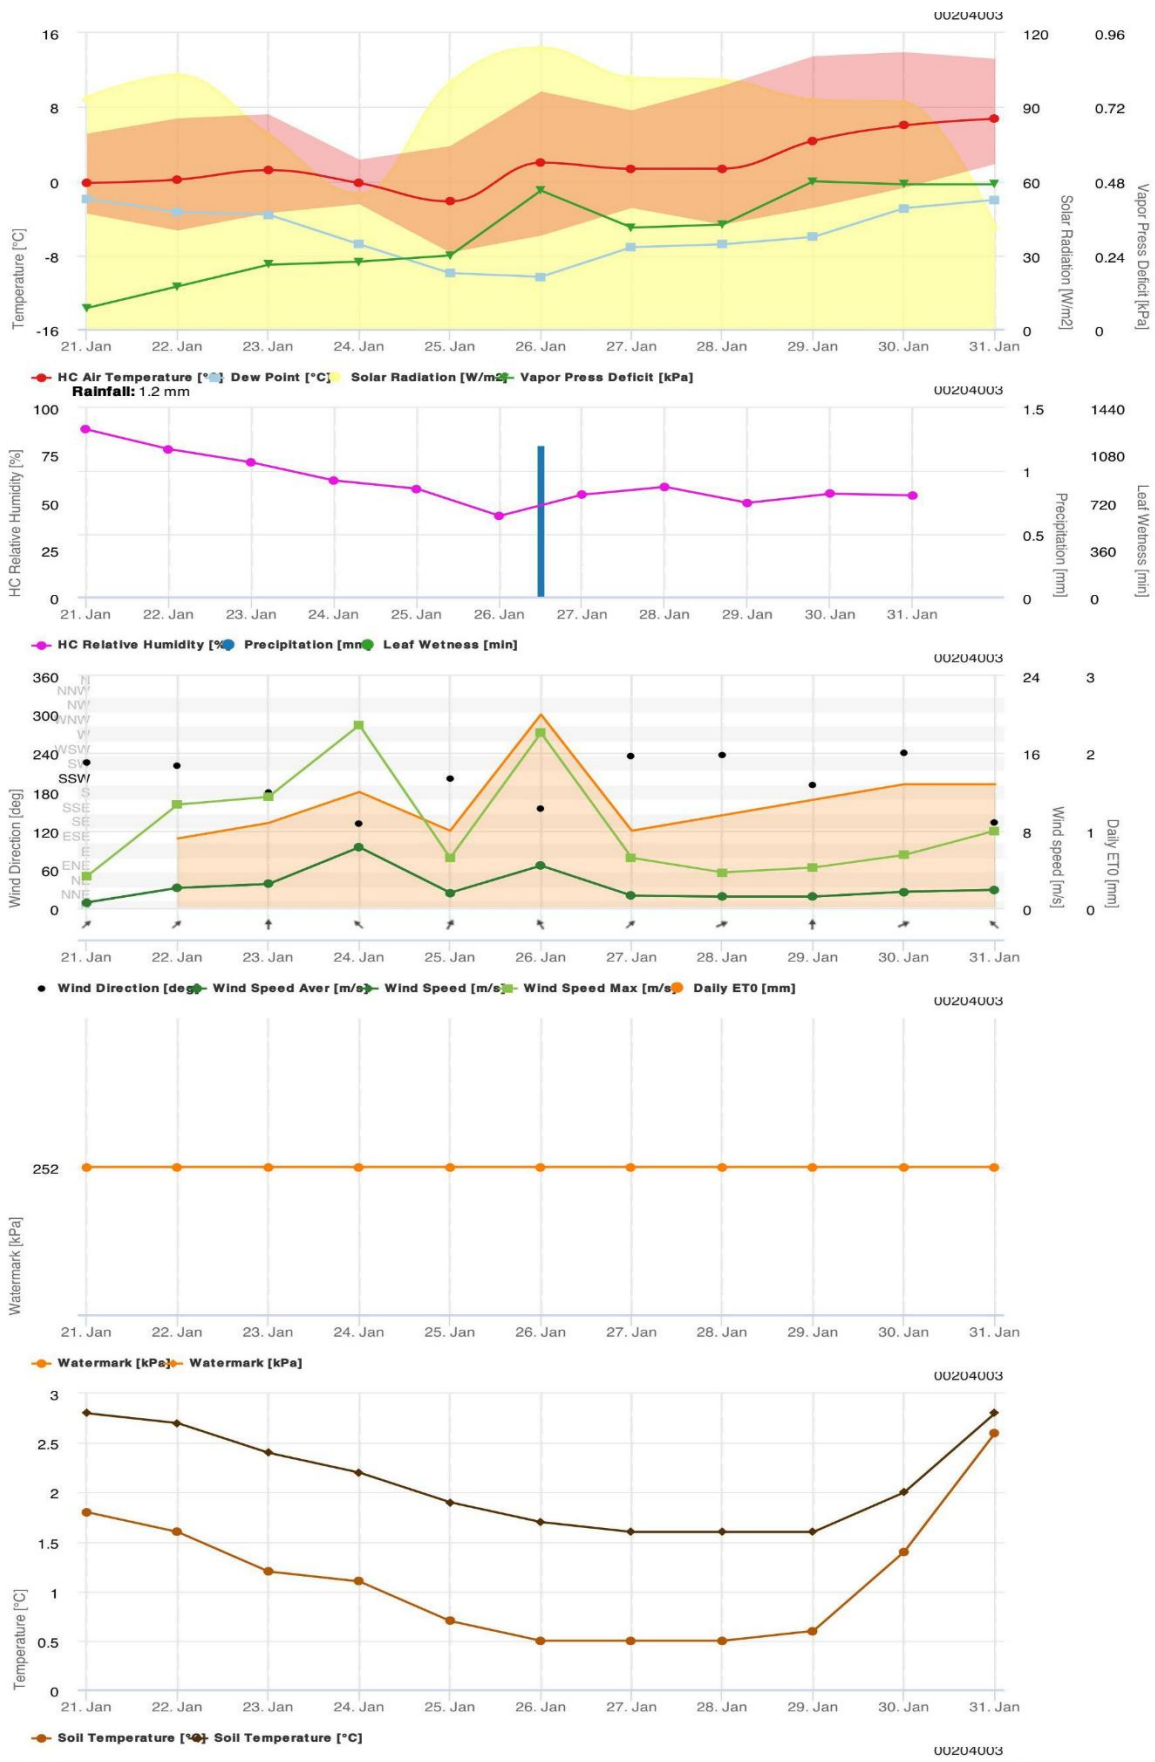 00204003
16 120 0.96
8 90 0.72
0 60 0.48
-8 30 0.24
-16 0 0
Temperature [°C]
Solar Radiation [W/m2]
Vapor Press Deficit [kPa]
21. Jan 22. Jan 23. Jan 24. Jan 25. Jan 26. Jan 27. Jan 28. Jan 29. Jan 30. Jan 31. Jan
HC Air Temperature [°C] Dew Point [°C] Solar Radiation [W/m2] Vapor Press Deficit [kPa]
Rainfall: 1.2 mm
00204003
100 1.5 1440
75 1080
1
50 720
0.5
25 360
0 0 0
HC Relative Humidity [%]
Precipitation [mm]
Leaf Wetness [min]
21. Jan 22. Jan 23. Jan 24. Jan 25. Jan 26. Jan 27. Jan 28. Jan 29. Jan 30. Jan 31. Jan
HC Relative Humidity [% Precipitation [mm Leaf Wetness [min]
00204003
360 N 24 3
NNW
NW
300 WNW
W
240 WSW 16 2
SW
SSW
180 S
SSE
SE
120 ESE 8 1
E
60 ENE
NE
NNE
0 0 0
Wind Direction [deg]
Wind speed [m/s]
Daily ET0 [mm]
21. Jan 22. Jan 23. Jan 24. Jan 25. Jan 26. Jan 27. Jan 28. Jan 29. Jan 30. Jan 31. Jan
Wind Direction [deg] Wind Speed Aver [m/s] Wind Speed [m/s] Wind Speed Max [m/s] Daily ET0 [mm]
00204003
252
Watermark [kPa]
21. Jan 22. Jan 23. Jan 24. Jan 25. Jan 26. Jan 27. Jan 28. Jan 29. Jan 30. Jan 31. Jan
Watermark [kPa] Watermark [kPa]
00204003
3
2.5
2
1.5
1
0.5
0
Temperature [°C]
21. Jan 22. Jan 23. Jan 24. Jan 25. Jan 26. Jan 27. Jan 28. Jan 29. Jan 30. Jan 31. Jan
Soil Temperature [°C] Soil Temperature [°C]
00204003